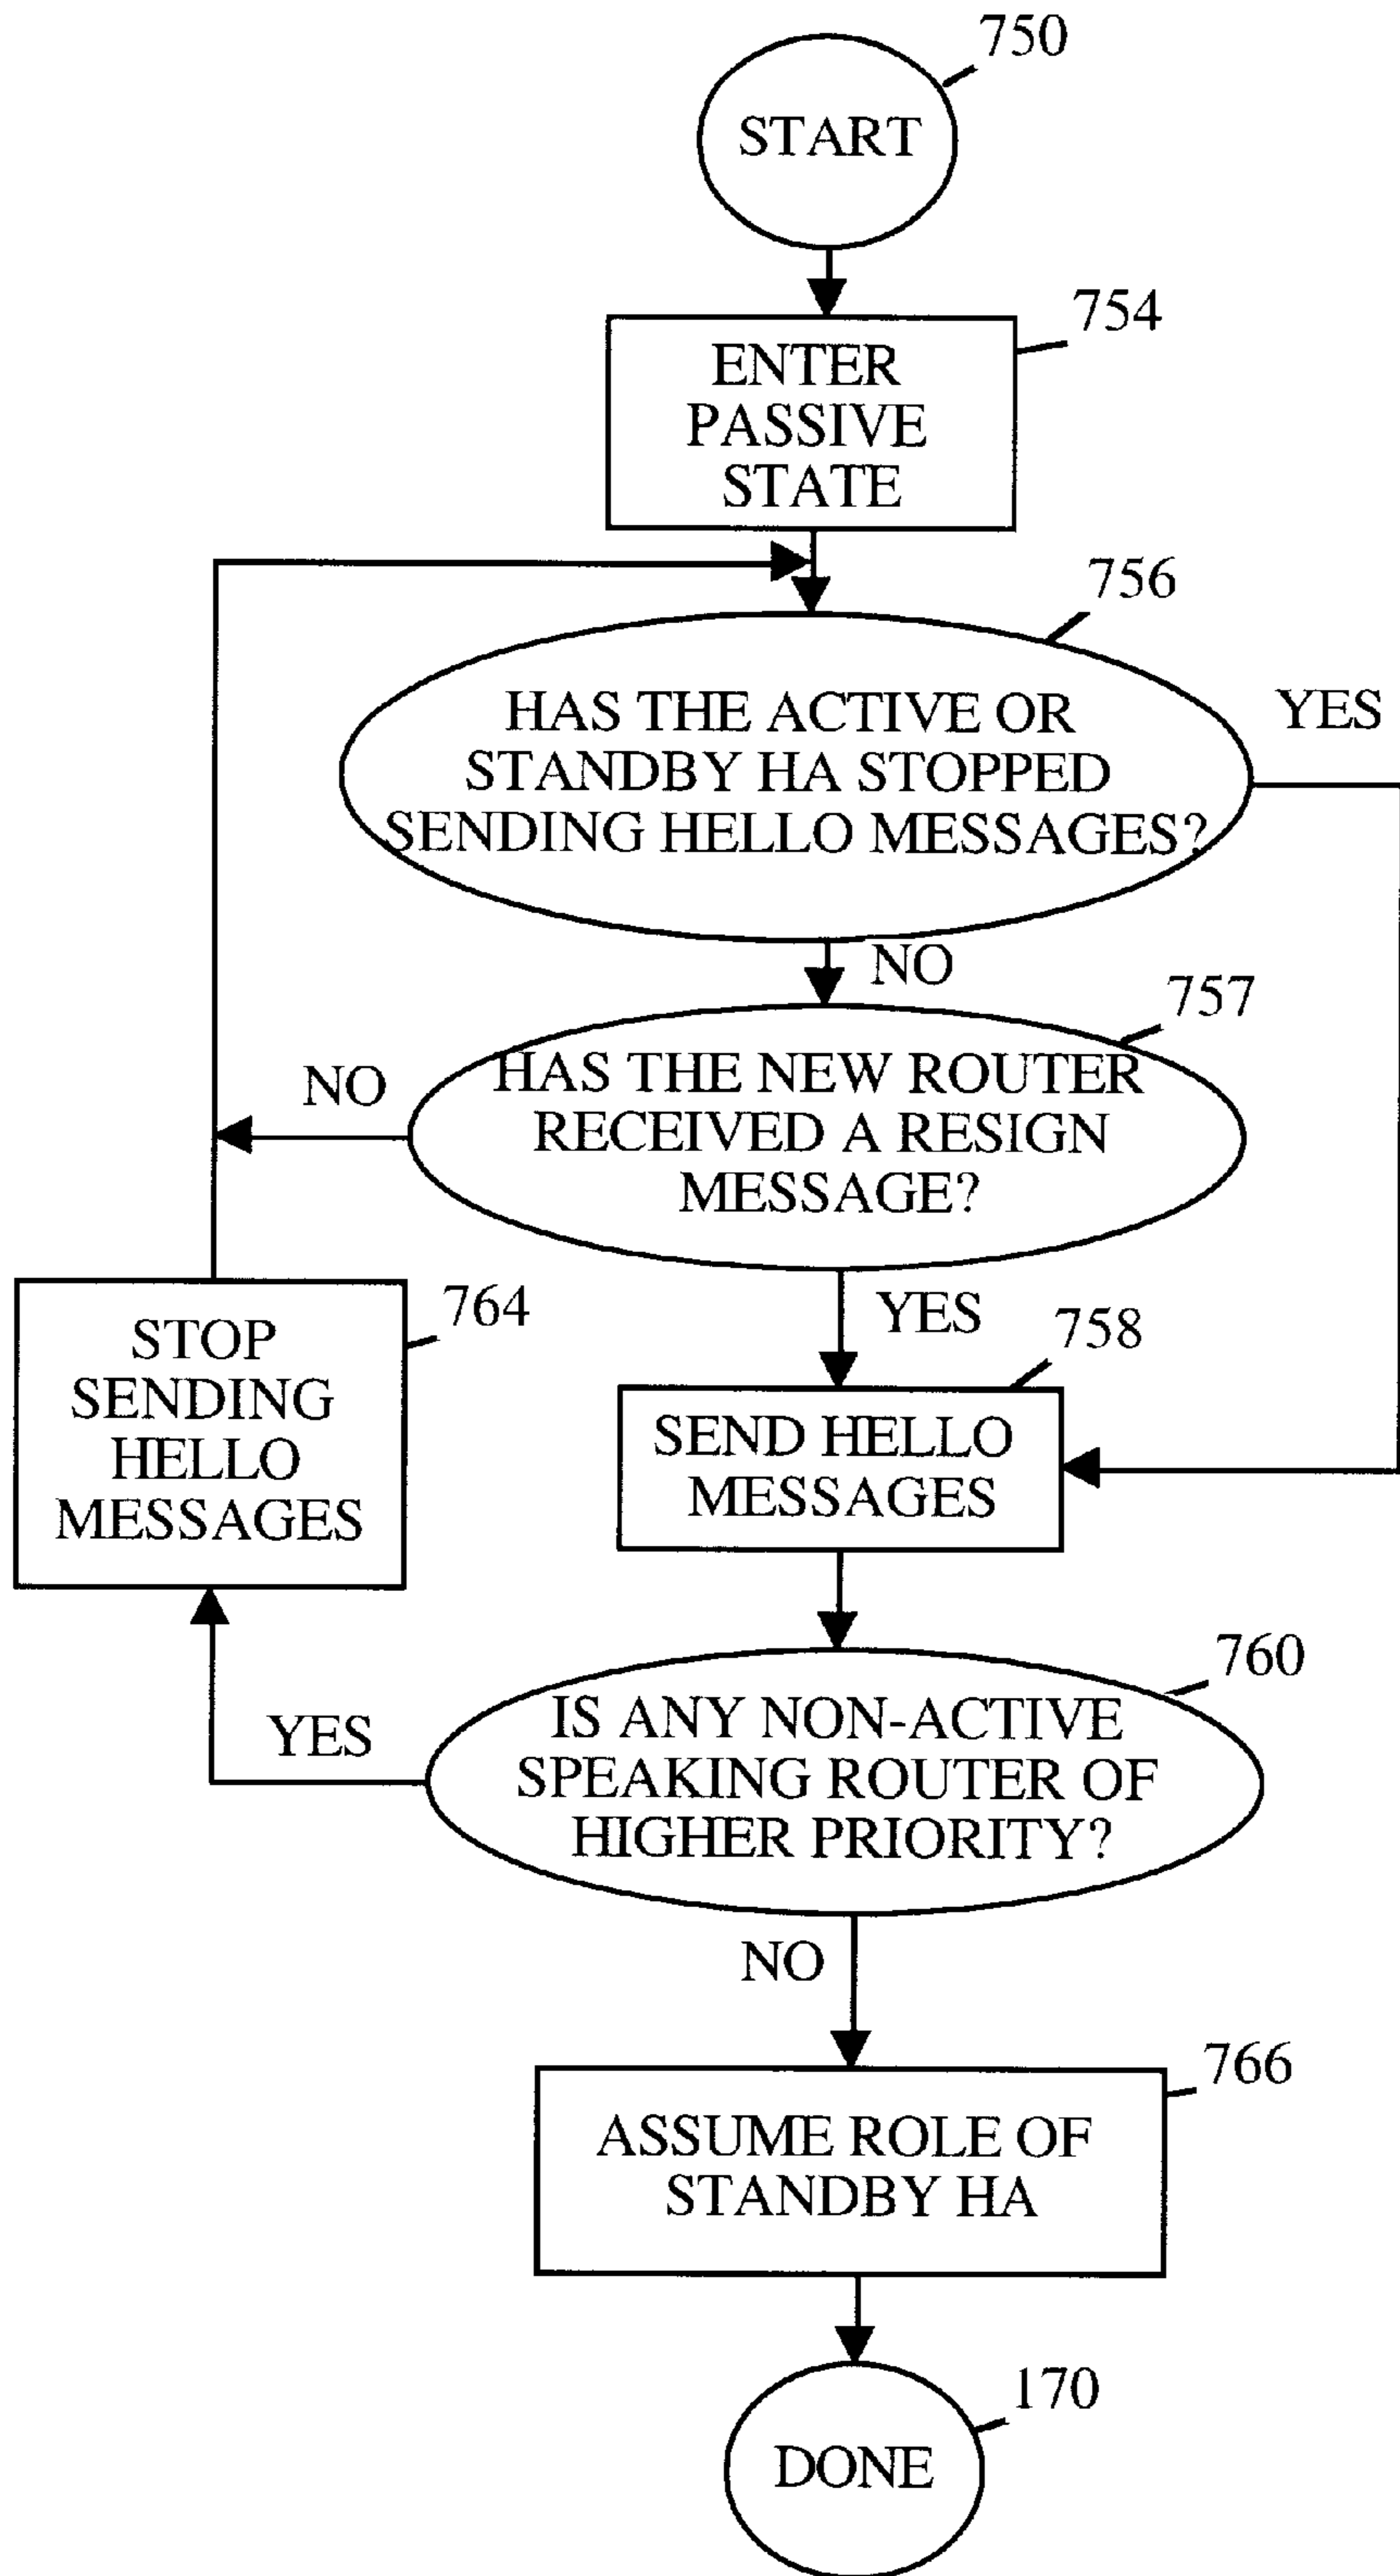 750
START
754
ENTER
PASSIVE
STATE
756
HAS THE ACTIVE OR
STANDBY HA STOPPED
SENDING HELLO MESSAGES?
YES
NO
757
HAS THE NEW ROUTER
RECEIVED A RESIGN
MESSAGE?
NO
YES
764
STOP
SENDING
HELLO
MESSAGES
758
SEND HELLO
MESSAGES
760
IS ANY NON-ACTIVE
SPEAKING ROUTER OF
HIGHER PRIORITY?
YES
NO
766
ASSUME ROLE OF
STANDBY HA
170
DONE